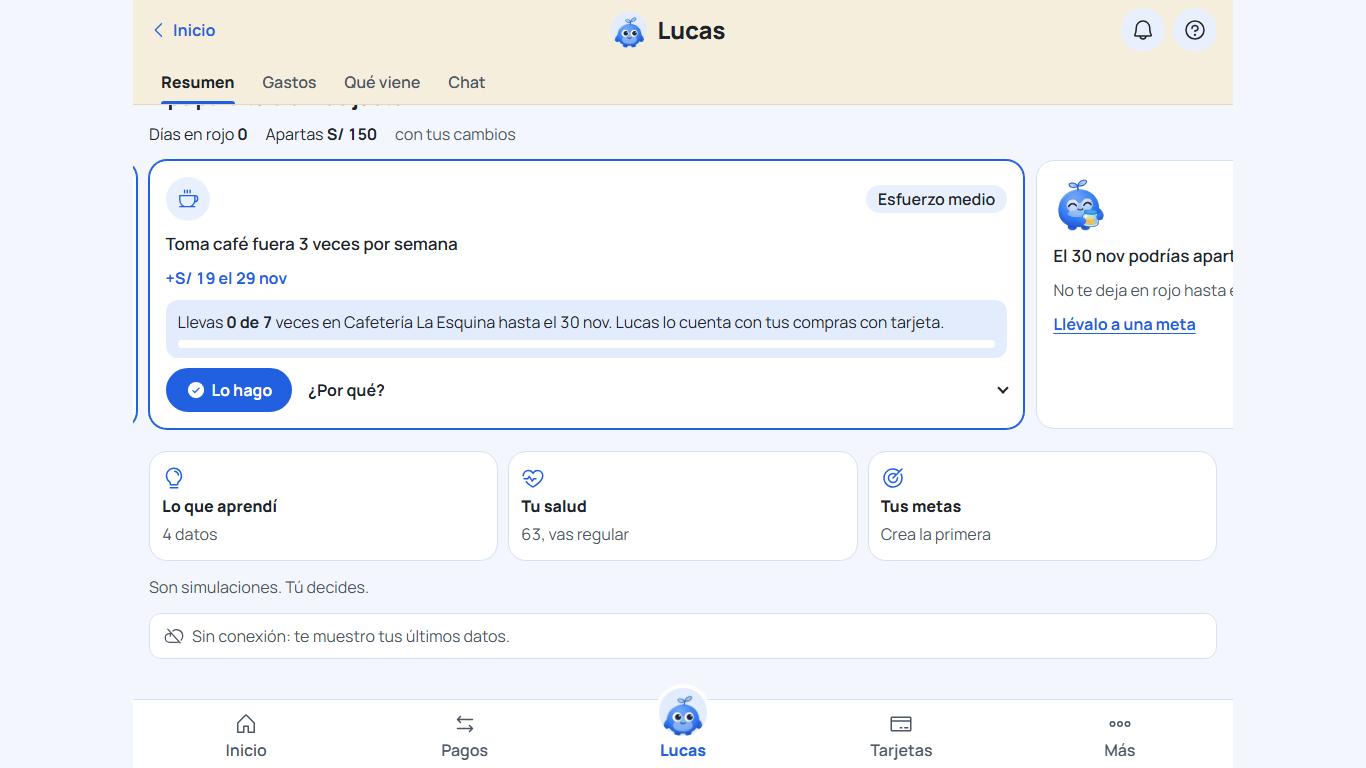 Inicio
Lucas
Resumen
Gastos
Qué viene
Chat
Días en rojo 0
Apartas S/ 150
con tus cambios
Esfuerzo medio
Toma café fuera 3 veces por semana
+S/ 19 el 29 nov
Llevas 0 de 7 veces en Cafetería La Esquina hasta el 30 nov. Lucas lo cuenta con tus compras con tarjeta.
Lo hago
¿Por qué?
El 30 nov podrías
No te deja en rojo hasta
Llévalo a una meta
Lo que aprendí
4 datos
Tu salud
63, vas regular
Tus metas
Crea la primera
Son simulaciones. Tú decides.
Sin conexión: te muestro tus últimos datos.
Inicio
Pagos
Lucas
Tarjetas
Más